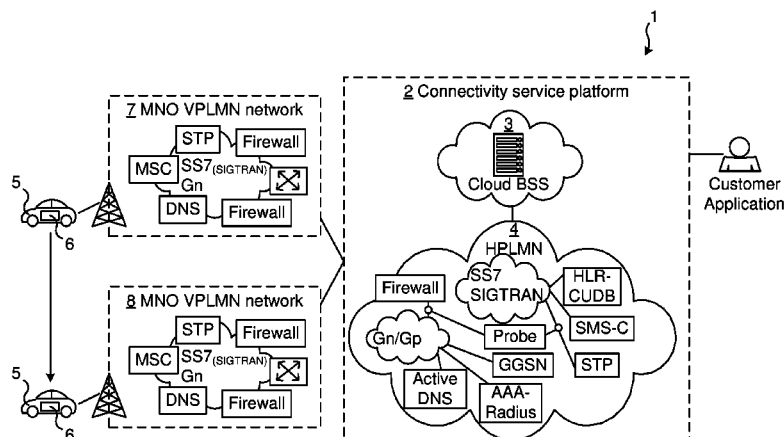 1
7 MNO VPLMN network
STP
Firewall
MSC
SS7(SIGTRAN)
Gn
DNS
Firewall
5
6
8 MNO VPLMN network
STP
Firewall
MSC
SS7(SIGTRAN)
Gn
DNS
Firewall
5
6
2 Connectivity service platform
3
Cloud BSS
4
HPLMN
SS7
SIGTRAN
HLR-
CUDB
Firewall
SMS-C
Gn/Gp
Probe
GGSN
STP
Active
DNS
AAA-
Radius
Customer
Application